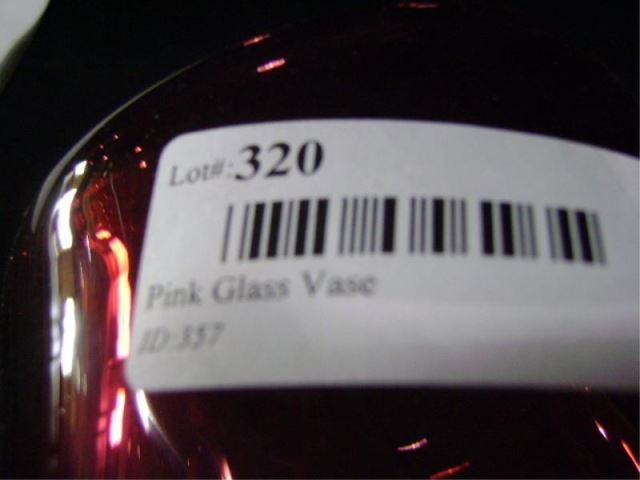 Lot#:320
Pink Glass Vase
ID:357